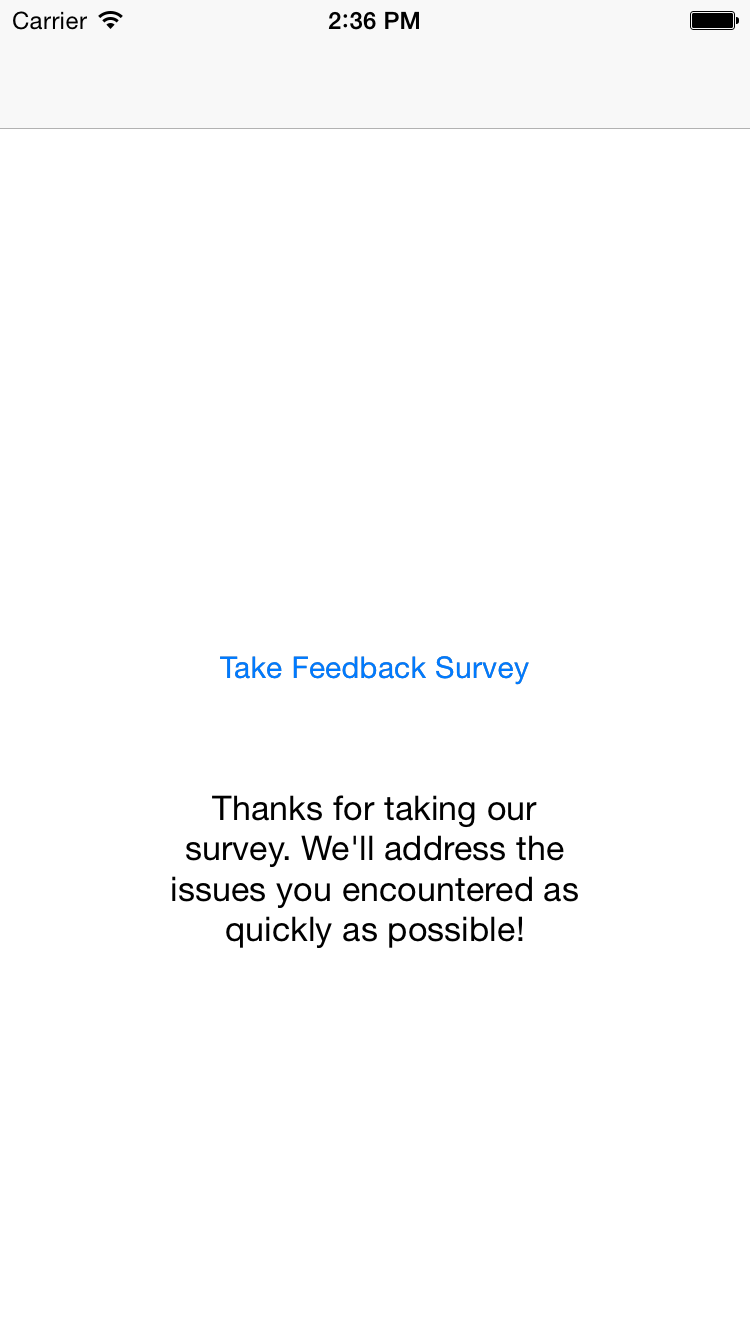 Carrier 2:36 PM
Take Feedback Survey
Thanks for taking our
survey. We'll address the
issues you encountered as
quickly as possible!